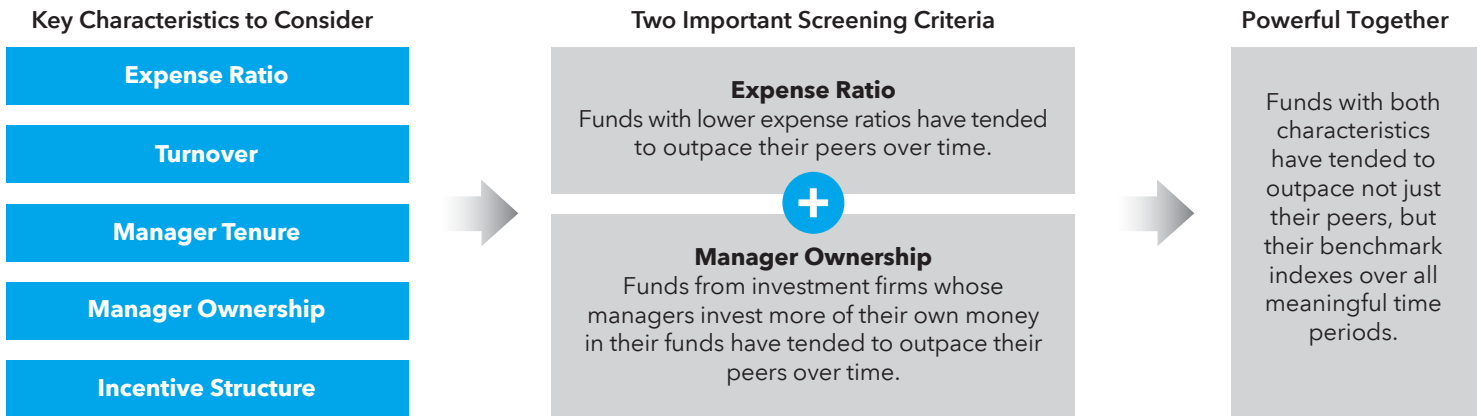 Key Characteristics to Consider
Expense Ratio
Turnover
Manager Tenure
Manager Ownership
Incentive Structure
Two Important Screening Criteria
Expense Ratio
Funds with lower expense ratios have tended
to outpace their peers over time.
+
Manager Ownership
Funds from investment firms whose
managers invest more of their own money
in their funds have tended to outpace their
peers over time.
Powerful Together
Funds with both
characteristics
have tended to
outpace not just
their peers, but
their benchmark
indexes over all
meaningful time
periods.